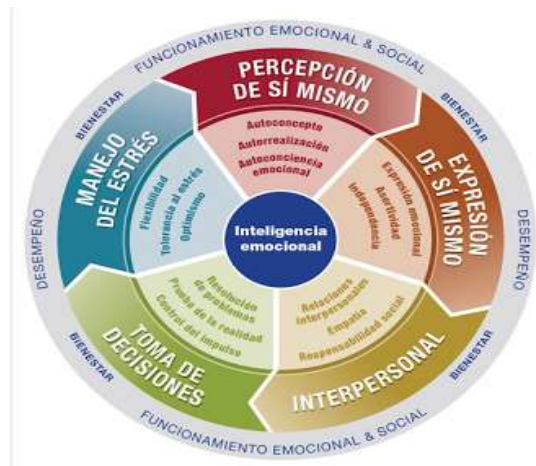 FUNCIONAMIENTO EMOCIONAL & SOCIAL
BIENESTAR
BIENESTAR
DESEMPEÑO
DESEMPEÑO
PERCEPCIÓN
DE SÍ MISMO
Autoconcepto
Autorrealización
Autoconciencia
emocional
EXPRESIÓN
DE SÍ MISMO
Expresión emocional
Asertividad
Independencia
INTERPERSONAL
Relaciones
interpersonales
Empatía
Responsabilidad social
TOMA DE
DECISIONES
Resolución
de problemas
Prueba de la realidad
Control del impulso
MANEJO
DEL ESTRÉS
Flexibilidad
Tolerancia al estrés
Optimismo
Inteligencia
emocional
BIENESTAR
BIENESTAR
FUNCIONAMIENTO EMOCIONAL & SOCIAL